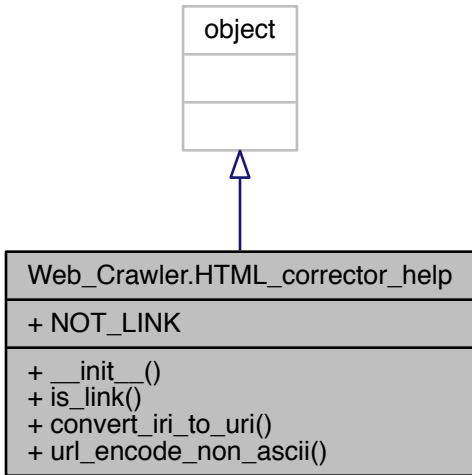 object
Web_Crawler.HTML_corrector_help
+ NOT_LINK
+ __init__()
+ is_link()
+ convert_iri_to_uri()
+ url_encode_non_ascii()